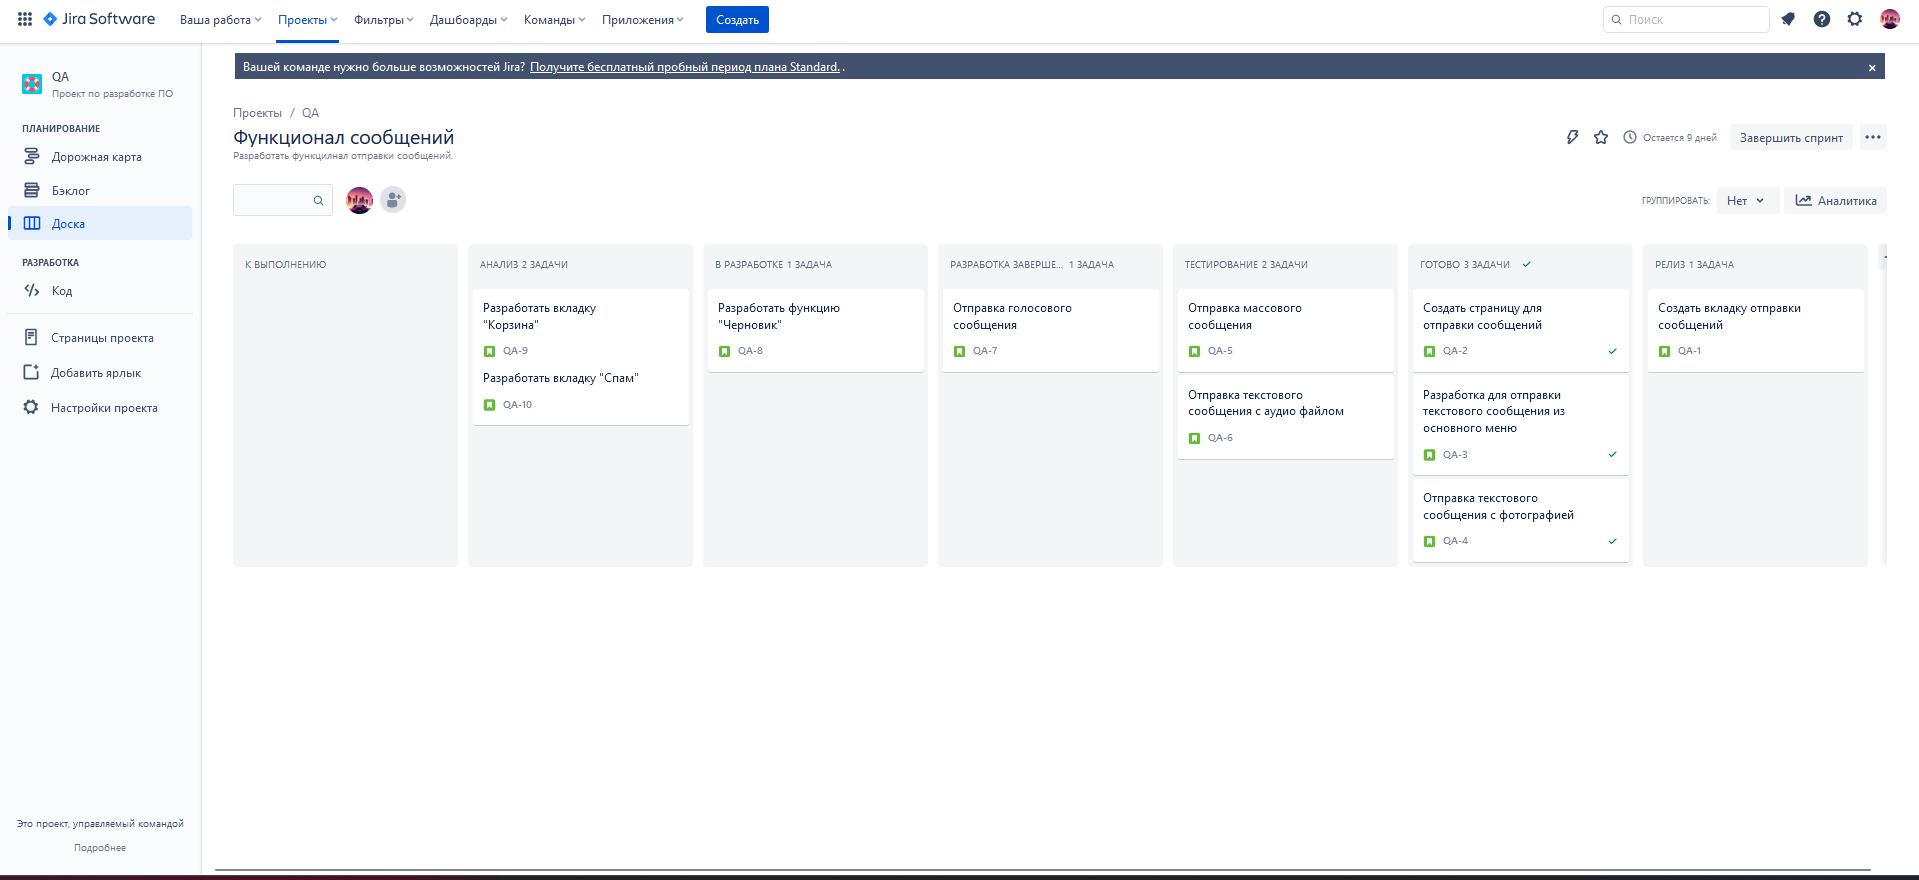 Jira Software
Ваша работа
Проекты
Фильтры
Дашборды
Команды
Приложения
Создать
Поиск
QA
Проект по разработке ПО
ПЛАНИРОВАНИЕ
Дорожная карта
Бэклог
Доска
РАЗРАБОТКА
Код
Страницы проекта
Добавить ярлык
Настройки проекта
Это проект, управляемый командой
Подробнее
Вашей команде нужно больше возможностей Jira? Получите бесплатный пробный период плана Standard. .
Проекты / QA
Функционал сообщений
Разработать функцилнал отправки сообщений.
Остается 9 дней
Завершить спринт
ГРУППИРОВАТЬ:
Нет
Аналитика
К ВЫПОЛНЕНИЮ
АНАЛИЗ 2 ЗАДАЧИ
Разработать вкладку
"Корзина"
QA-9
Разработать вкладку "Спам"
QA-10
В РАЗРАБОТКЕ 1 ЗАДАЧА
Разработать функцию
"Черновик"
QA-8
РАЗРАБОТКА ЗАВЕРШЕ... 1 ЗАДАЧА
Отправка голосового
сообщения
QA-7
ТЕСТИРОВАНИЕ 2 ЗАДАЧИ
Отправка массового
сообщения
QA-5
Отправка текстового
сообщения с аудио файлом
QA-6
ГОТОВО 3 ЗАДАЧИ
Создать страницу для
отправки сообщений
QA-2
Разработка для отправки
текстового сообщения из
основного меню
QA-3
Отправка текстового
сообщения с фотографией
QA-4
РЕЛИЗ 1 ЗАДАЧА
Создать вкладку отправки
сообщений
QA-1